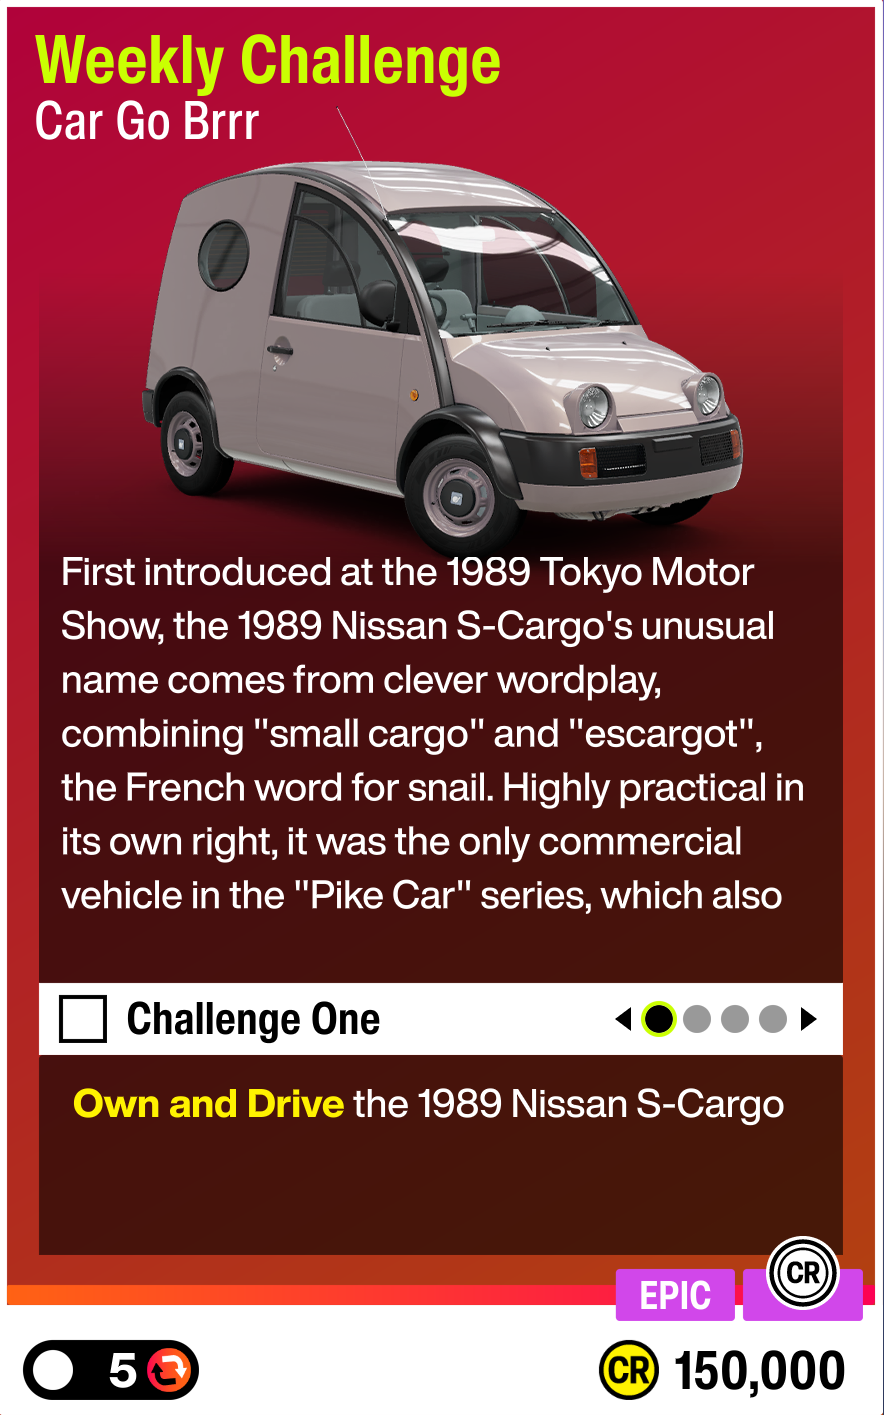 Weekly Challenge
Car Go Brrr
First introduced at the 1989 Tokyo Motor
Show, the 1989 Nissan S-Cargo's unusual
name comes from clever wordplay,
combining "small cargo" and "escargot",
the French word for snail. Highly practical in
its own right, it was the only commercial
vehicle in the "Pike Car" series, which also
Challenge One
Own and Drive the 1989 Nissan S-Cargo
CR
EPIC
5
CR 150,000